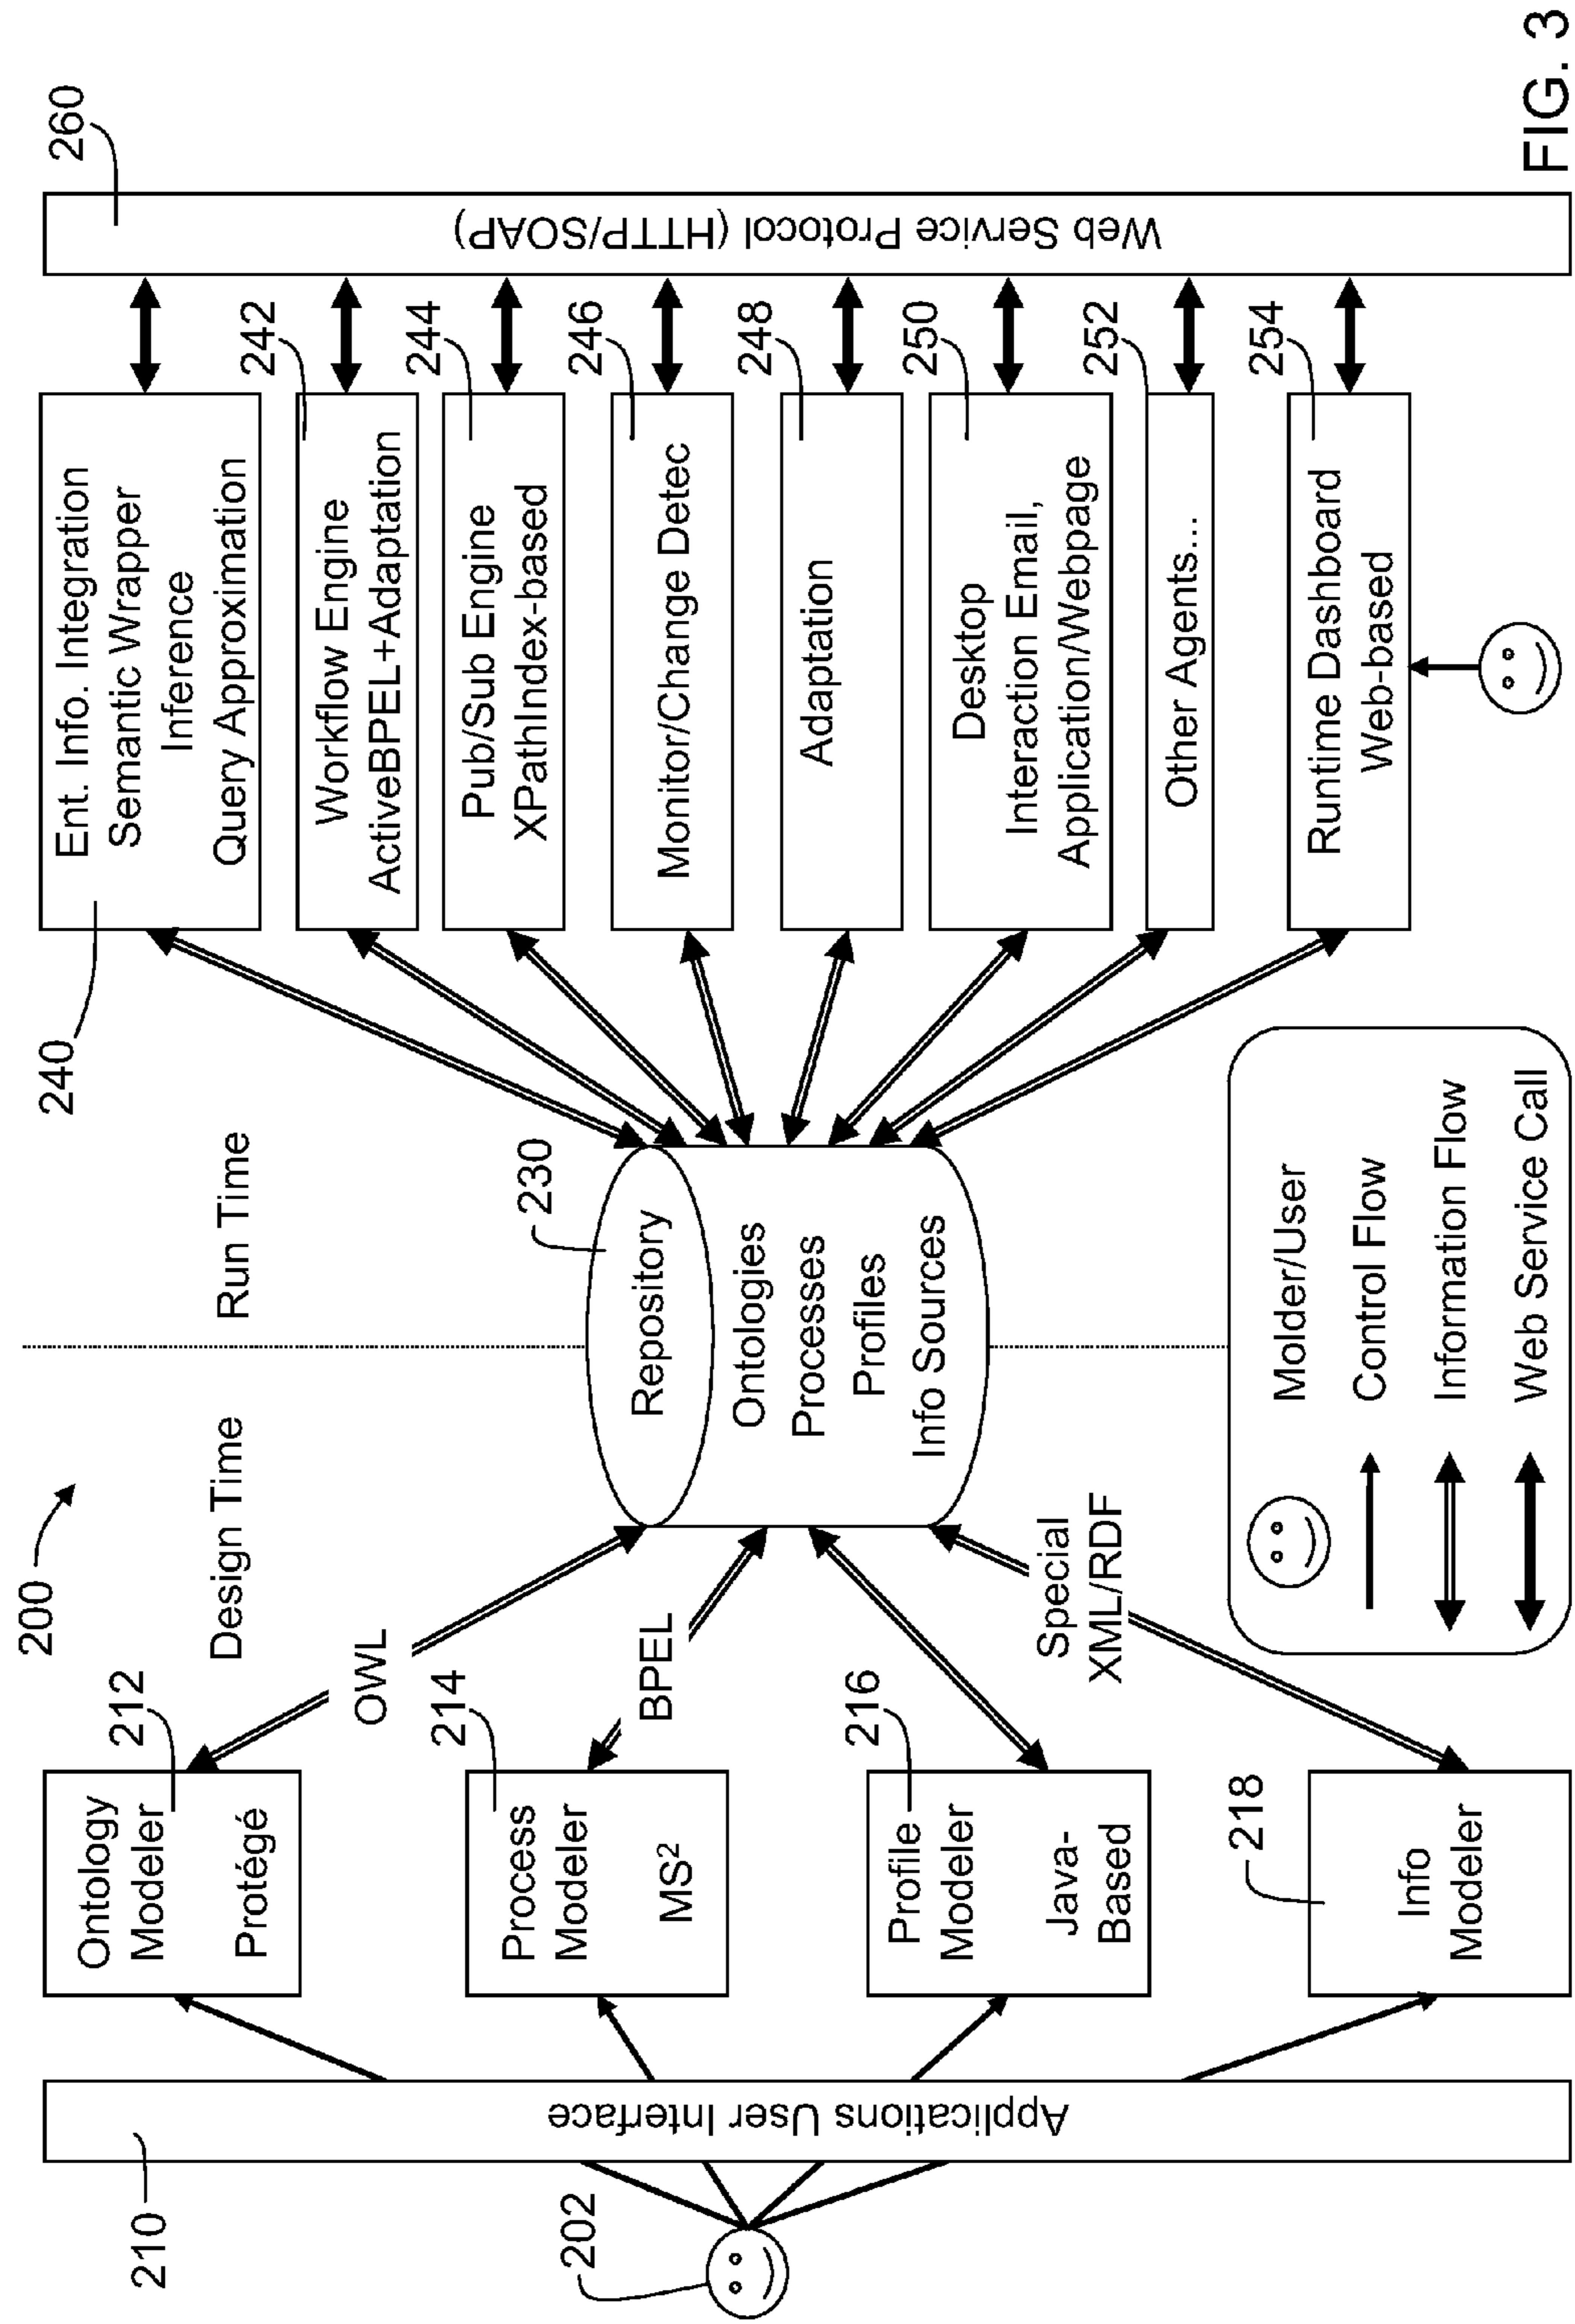 200
Design Time
Run Time
202
210
Applications User Interface
212
Ontology
Modeler
Protégé
OWL
214
Process
Modeler
MS²
BPEL
216
Profile
Modeler
Java-
Based
218
Info
Modeler
Special
XML/RDF
230
Repository
Ontologies
Processes
Profiles
Info Sources
240
Ent. Info. Integration
Semantic Wrapper
Inference
Query Approximation
242
Workflow Engine
ActiveBPEL+Adaptation
244
Pub/Sub Engine
XPathIndex-based
246
Monitor/Change Detec
248
Adaptation
250
Desktop
Interaction Email,
Application/Webpage
252
Other Agents...
254
Runtime Dashboard
Web-based
260
Web Service Protocol (HTTP/SOAP)
Molder/User
Control Flow
Information Flow
Web Service Call
FIG. 3